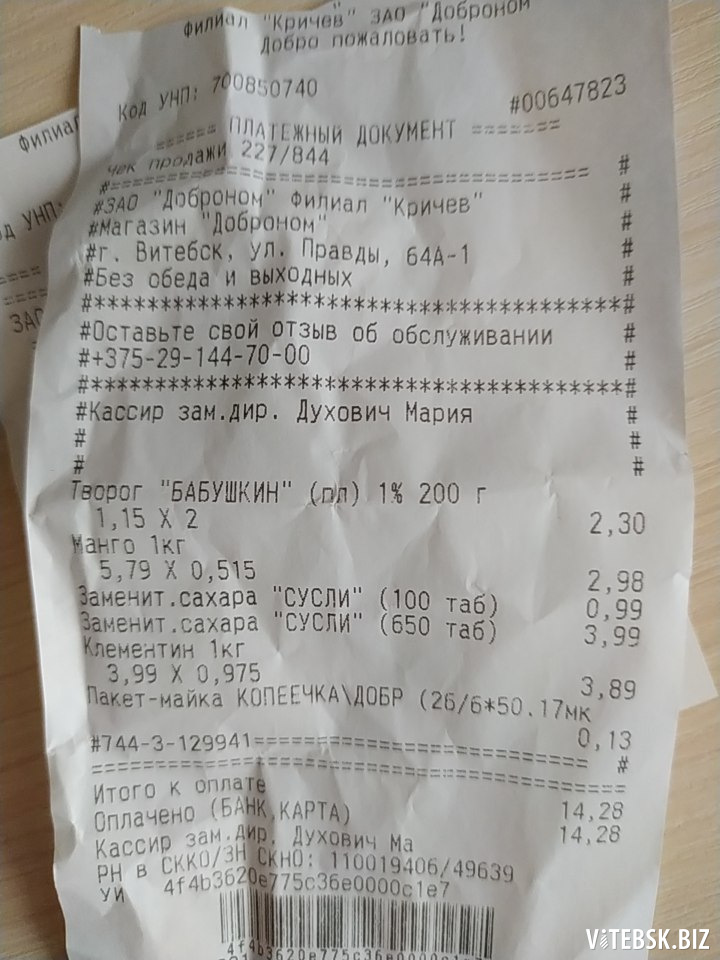 Филиал "Кричев" ЗАО "Доброном
Добро пожаловать!
Код УНП: 700850740
#00647823
====== ПЛАТЕЖНЫЙ ДОКУМЕНТ =======
Чек продажи 227/844
#======================================= #
#ЗАО "Доброном" Филиал "Кричев" #
#Магазин "Доброном" #
#г. Витебск, ул. Правды, 64А-1 #
#Без обеда и выходных #
#***************************************#
#Оставьте свой отзыв об обслуживании #
#+375-29-144-70-00 #
#***************************************#
#Кассир зам.дир. Духович Мария #
# #
# #
Творог "БАБУШКИН" (пл) 1% 200 г
1,15 X 2 2,30
Манго 1кг
5,79 X 0,515 2,98
Заменит.сахара "СУСЛИ" (100 таб) 0,99
Заменит.сахара "СУСЛИ" (650 таб) 3,99
Клементин 1кг
3,99 X 0,975 3,89
Пакет-майка КОПЕЕЧКА\ДОБР (26/6*50.17мк
0,13
#744-3-129941======================= #
=======================================
Итого к оплате 14,28
Оплачено (БАНК.КАРТА) 14,28
Кассир зам.дир. Духович Ма
РН в СККО/ЗН СКНО: 110019406/49639
УИ 4f4b3620e775c36e0000c1e7
4f4b3620e775c36e0000c1e7
Филиал
д УНП:
ЗАО
VITEBSK.BIZ